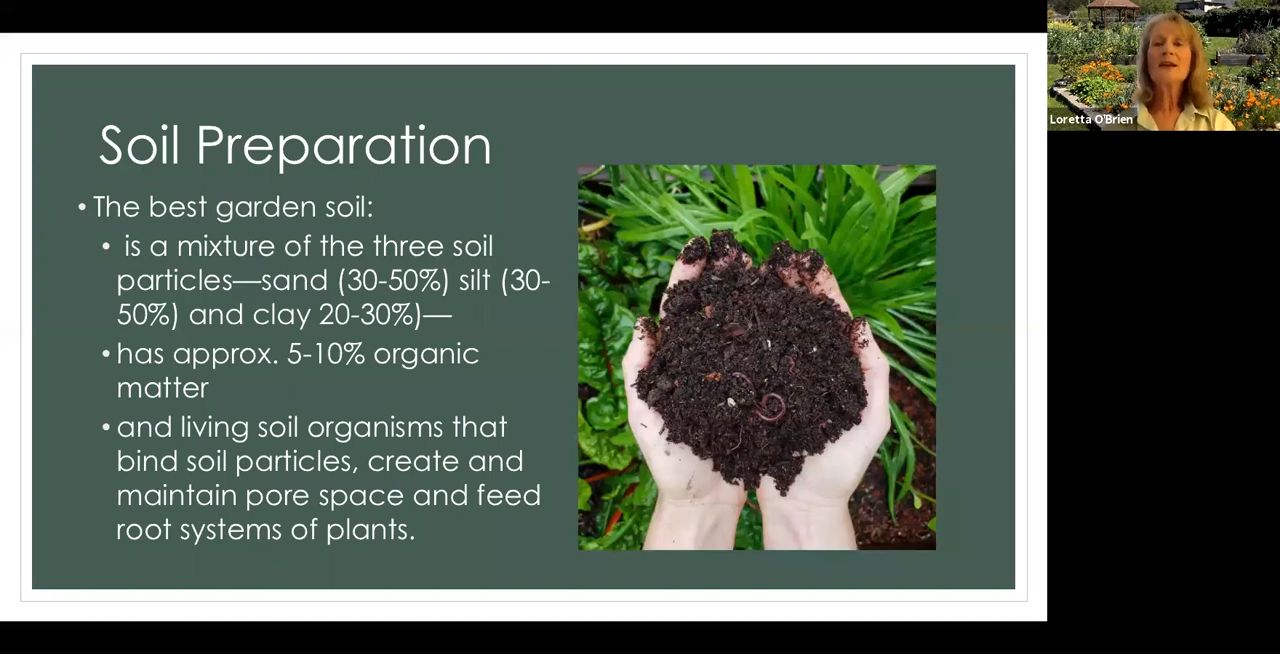 Soil Preparation
• The best garden soil:
• is a mixture of the three soil
particles—sand (30-50%) silt (30-
50%) and clay 20-30%)—
• has approx. 5-10% organic
matter
• and living soil organisms that
bind soil particles, create and
maintain pore space and feed
root systems of plants.
Loretta O'Brien